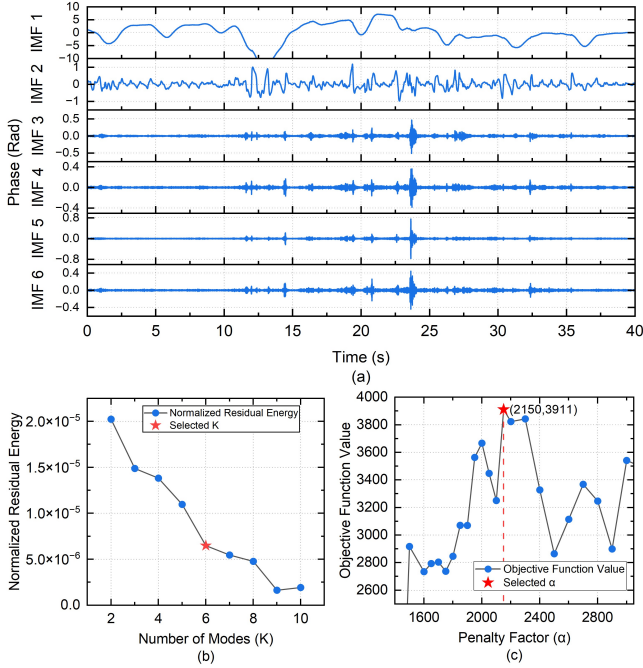 IMF 1
10
5
0
−5
−10
IMF 2
1
0
−1
IMF 3
0.5
0.0
−0.5
IMF 4
0.4
0.0
−0.4
IMF 5
0.8
0.0
−0.8
IMF 6
0.4
0.0
−0.4
Phase (Rad)
0 5 10 15 20 25 30 35 40
Time (s)
(a)
Normalized Residual Energy
2.0×10⁻⁵
1.5×10⁻⁵
1.0×10⁻⁵
5.0×10⁻⁶
0.0
Normalized Residual Energy
Selected K
2 4 6 8 10
Number of Modes (K)
(b)
Objective Function Value
4000
3800
3600
3400
3200
3000
2800
2600
(2150,3911)
Objective Function Value
Selected α
1600 2000 2400 2800
Penalty Factor (α)
(c)